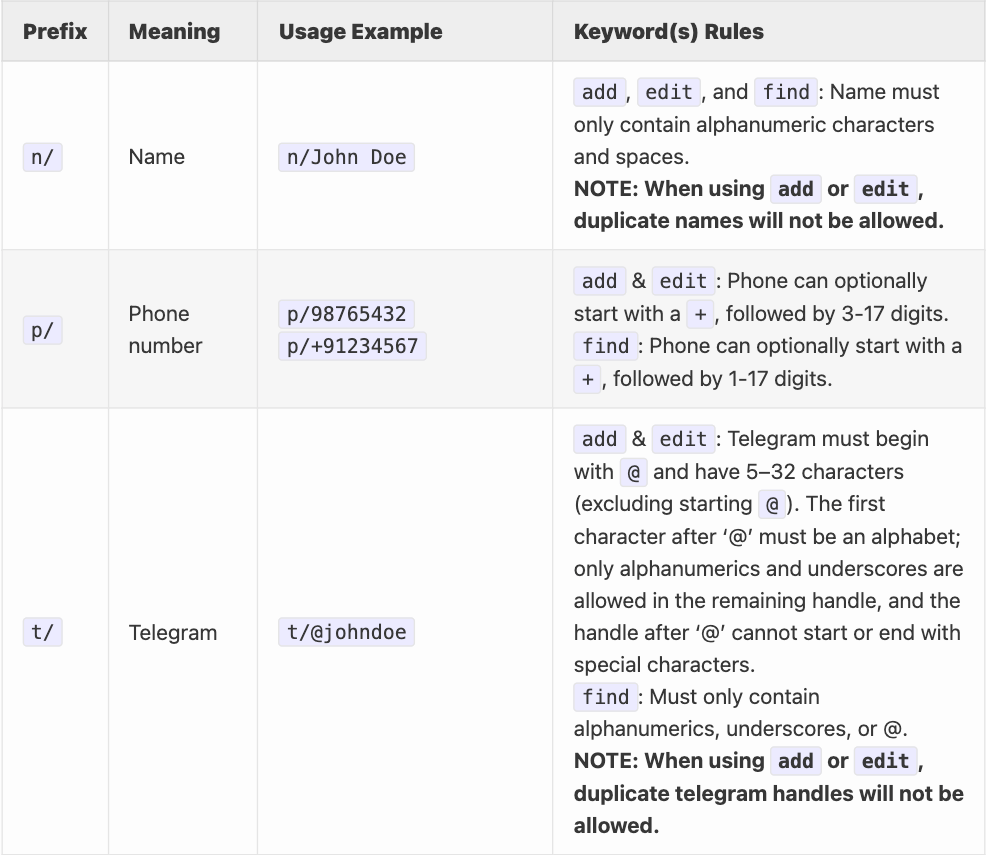 Prefix Meaning Usage Example Keyword(s) Rules
n/ Name n/John Doe
add, edit, and find: Name must
only contain alphanumeric characters
and spaces.
NOTE: When using add or edit,
duplicate names will not be allowed.
p/ Phone
number
p/98765432
p/+91234567
add & edit: Phone can optionally
start with a +, followed by 3-17 digits.
find: Phone can optionally start with a
+, followed by 1-17 digits.
t/ Telegram t/@johndoe
add & edit: Telegram must begin
with @ and have 5–32 characters
(excluding starting @). The first
character after ‘@’ must be an alphabet;
only alphanumerics and underscores are
allowed in the remaining handle, and the
handle after ‘@’ cannot start or end with
special characters.
find: Must only contain
alphanumerics, underscores, or @.
NOTE: When using add or edit,
duplicate telegram handles will not be
allowed.